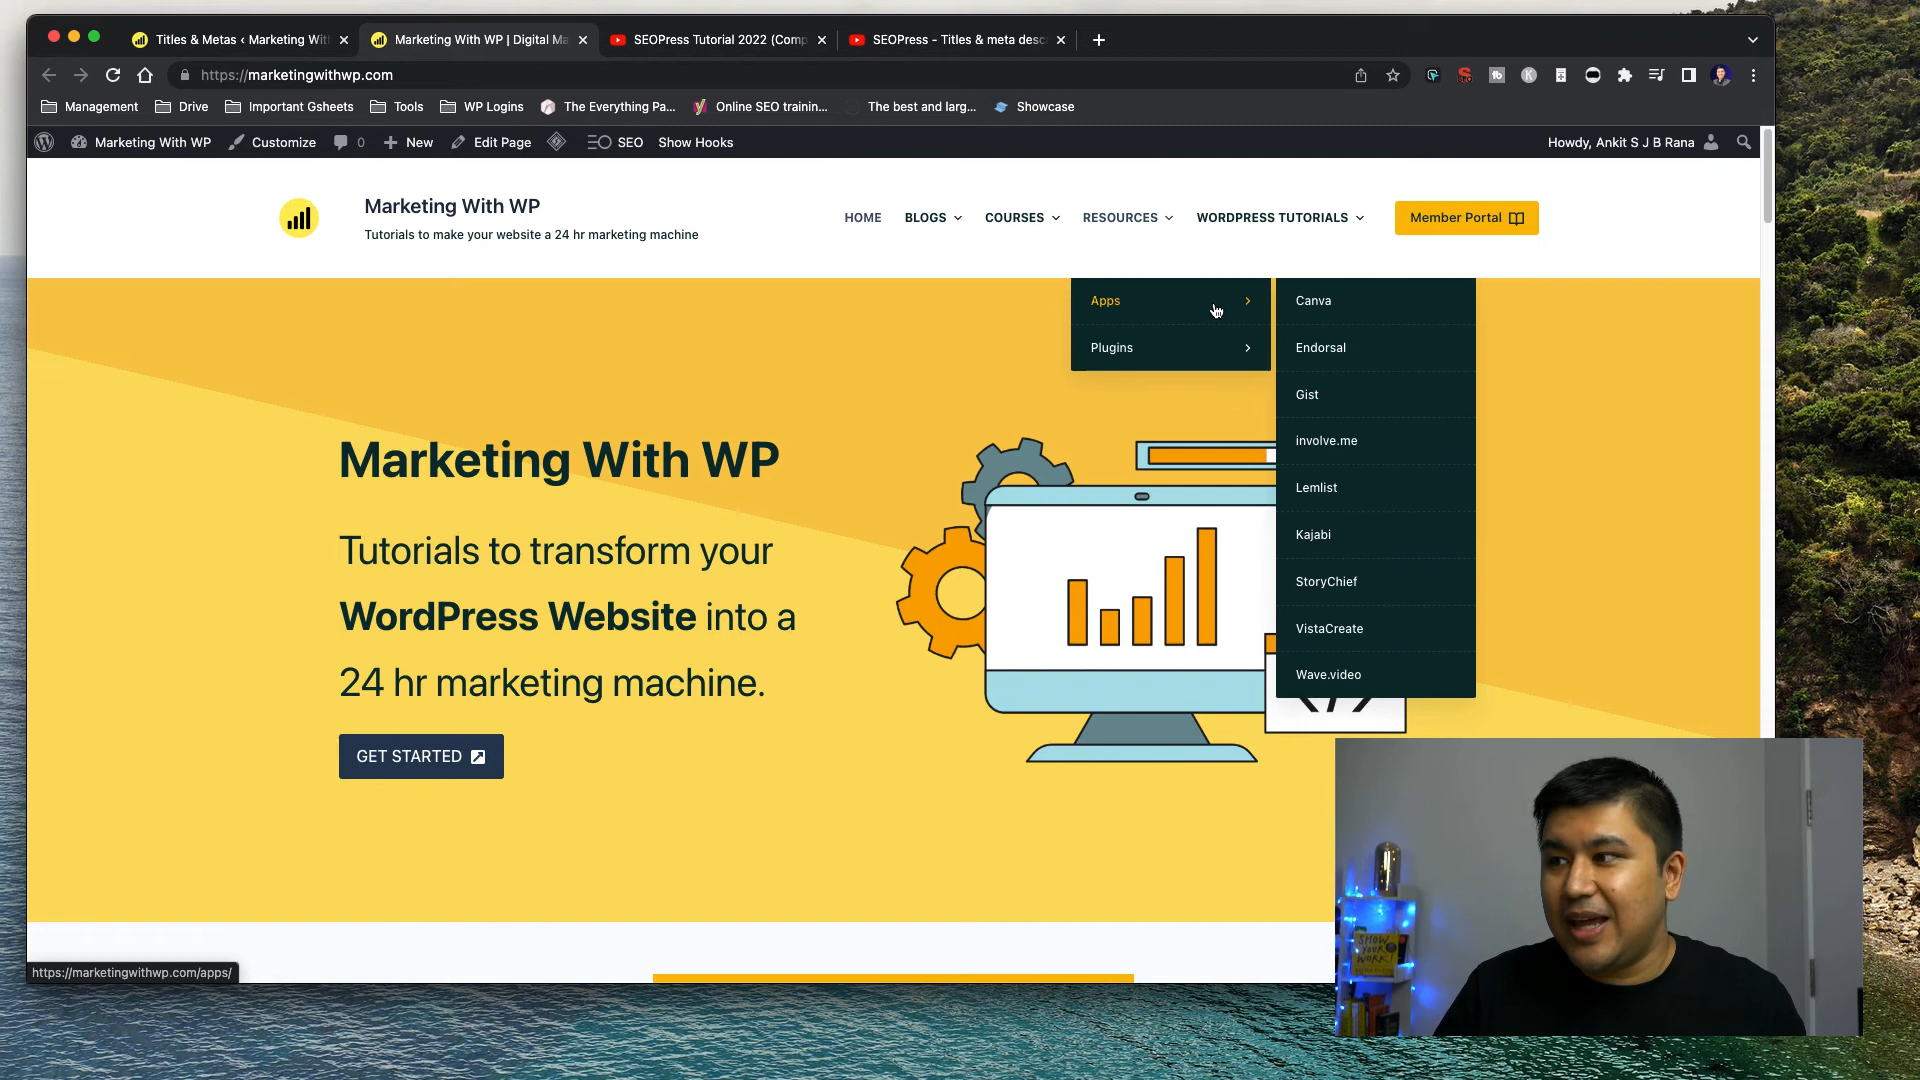 Titles & Metas ‹ Marketing Wit
Marketing With WP | Digital Ma
SEOPress Tutorial 2022 (Comp
SEOPress - Titles & meta desc
https://marketingwithwp.com
Management
Drive
Important Gsheets
Tools
WP Logins
The Everything Pa...
Online SEO trainin...
The best and larg...
Showcase
Marketing With WP
Customize
0
New
Edit Page
SEO
Show Hooks
Howdy, Ankit S J B Rana
Marketing With WP
Tutorials to make your website a 24 hr marketing machine
HOME
BLOGS
COURSES
RESOURCES
WORDPRESS TUTORIALS
Member Portal
Apps
Plugins
Canva
Endorsal
Gist
involve.me
Lemlist
Kajabi
StoryChief
VistaCreate
Wave.video
Marketing With WP
Tutorials to transform your
WordPress Website into a
24 hr marketing machine.
GET STARTED
https://marketingwithwp.com/apps/
SHOW
YOUR
WORK!